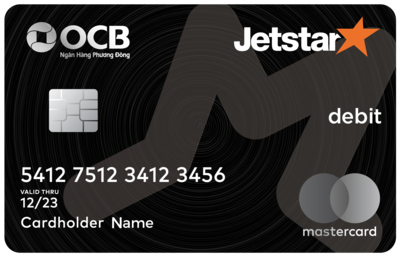 OCB
Ngân Hàng Phương Đông
Jetstar
debit
5412 7512 3412 3456
VALID THRU
12/23
Cardholder Name
mastercard